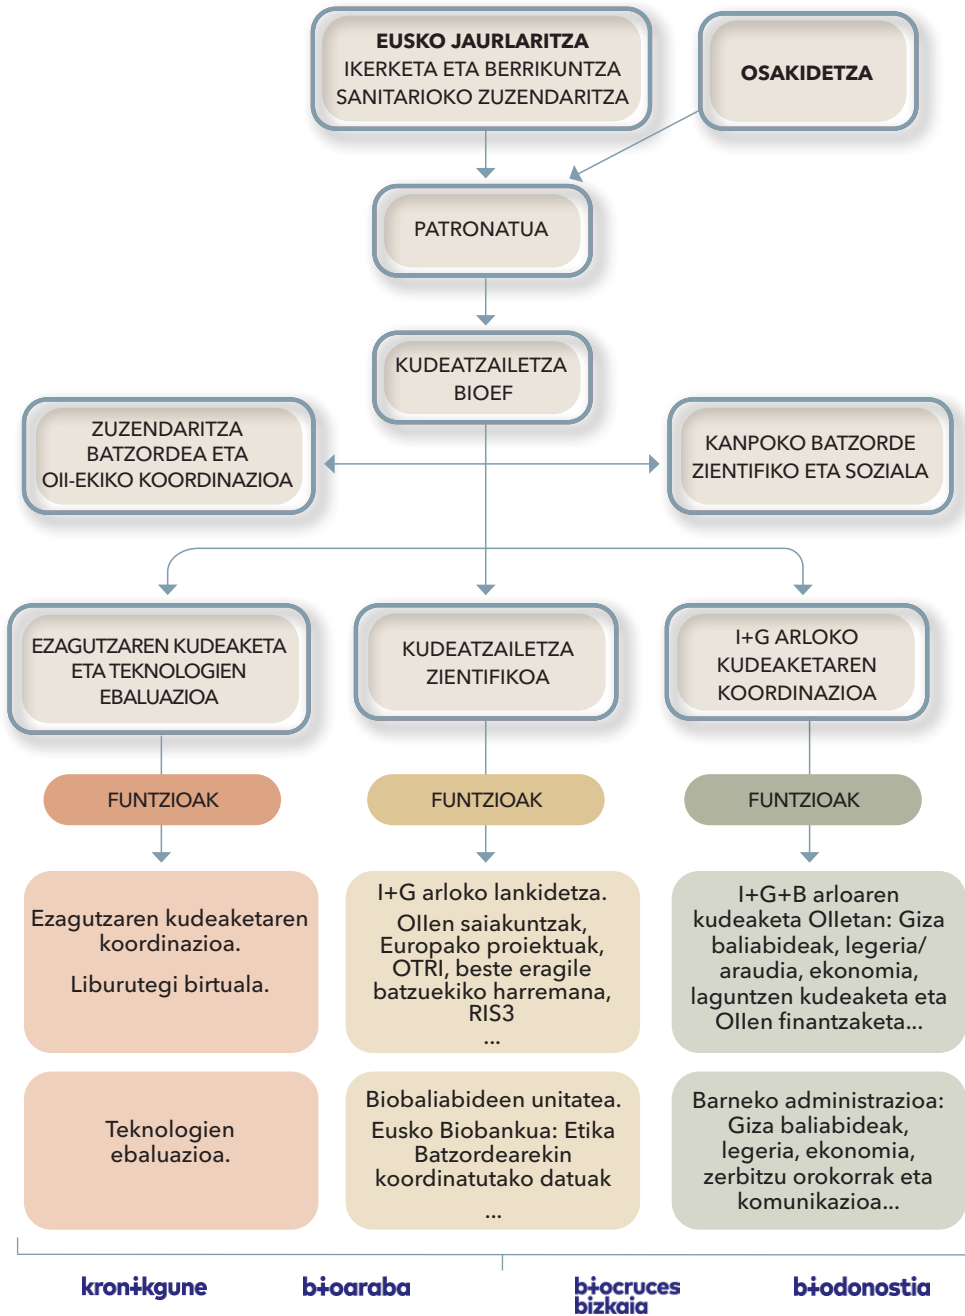 EUSKO JAURLARITZA
IKERKETA ETA BERRIKUNTZA
SANITARIOKO ZUZENDARITZA
OSAKIDETZA
PATRONATUA
KUDEATZAILETZA
BIOEF
ZUZENDARITZA
BATZORDEA ETA
OII-EKIKO KOORDINAZIOA
KANPOKO BATZORDE
ZIENTIFIKO ETA SOZIALA
EZAGUTZAREN KUDEAKETA
ETA TEKNOLOGIEN
EBALUAZIOA
KUDEATZAILETZA
ZIENTIFIKOA
I+G ARLOKO
KUDEAKETAREN
KOORDINAZIOA
FUNTZIOAK
FUNTZIOAK
FUNTZIOAK
Ezagutzaren kudeaketaren
koordinazioa.
Liburutegi birtuala.
I+G arloko lankidetza.
OIIen saiakuntzak,
Europako proiektuak,
OTRI, beste eragile
batzuekiko harremana,
RIS3
...
I+G+B arloaren
kudeaketa OIIetan: Giza
baliabideak, legeria/
araudia, ekonomia,
laguntzen kudeaketa eta
OIIen finantzaketa...
Teknologien
ebaluazioa.
Biobaliabideen unitatea.
Eusko Biobankua: Etika
Batzordearekin
koordinatutako datuak
...
Barneko administrazioa:
Giza baliabideak,
legeria, ekonomia,
zerbitzu orokorrak eta
komunikazioa...
kronikgune
bioaraba
biocruces
bizkaia
biodonostia